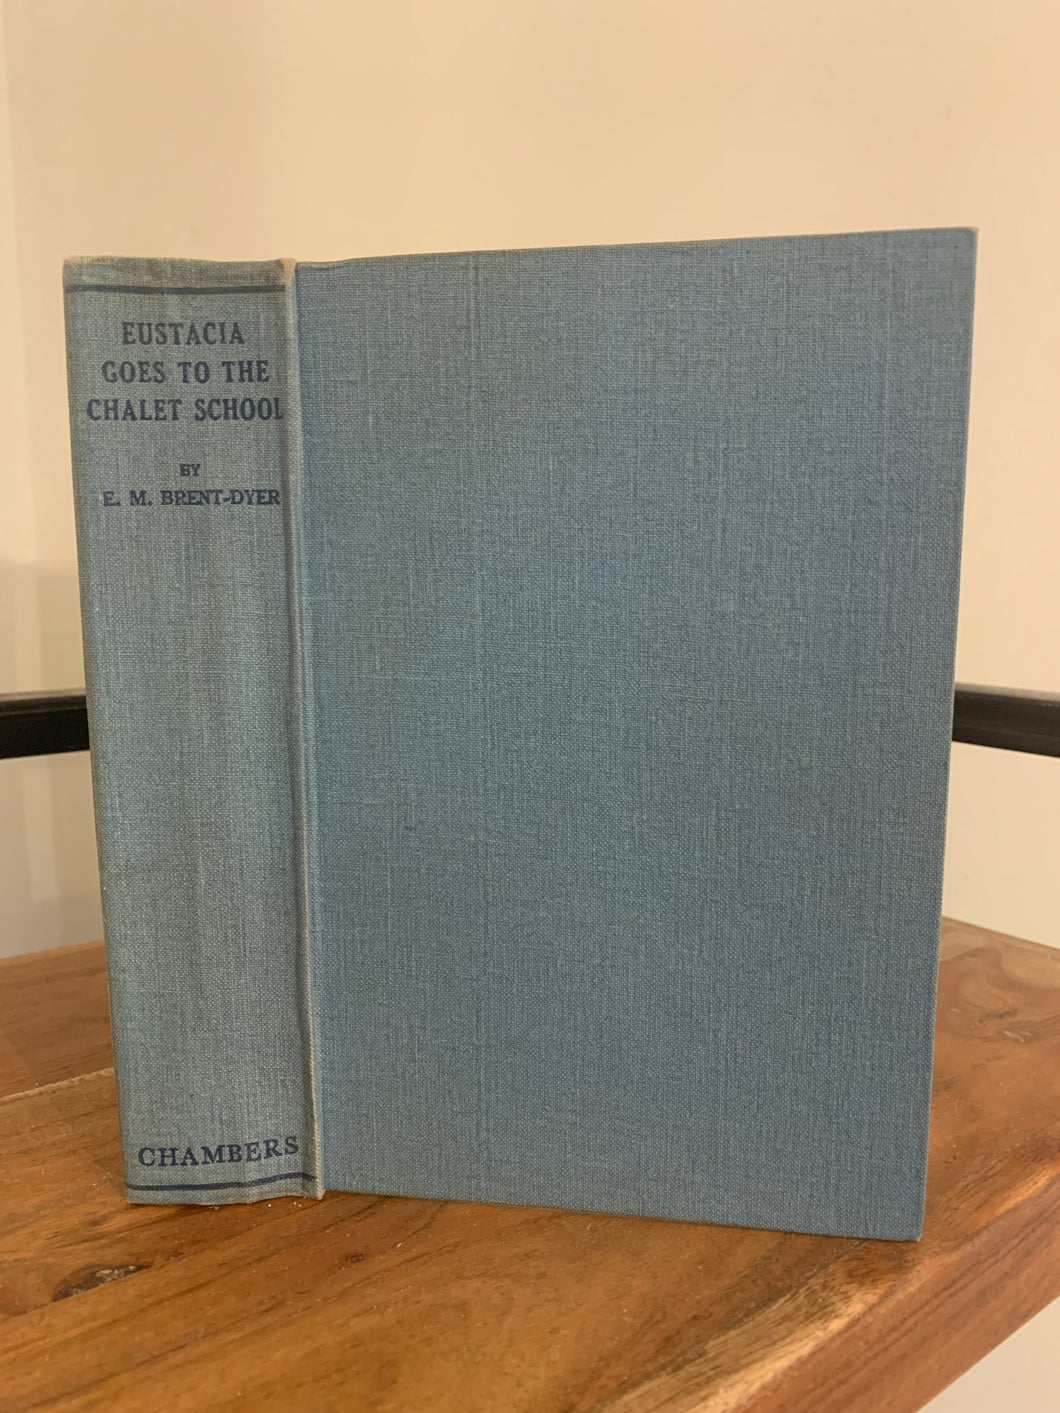 EUSTACIA
GOES TO THE
CHALET SCHOOL
BY
E. M. BRENT-DYER
CHAMBERS